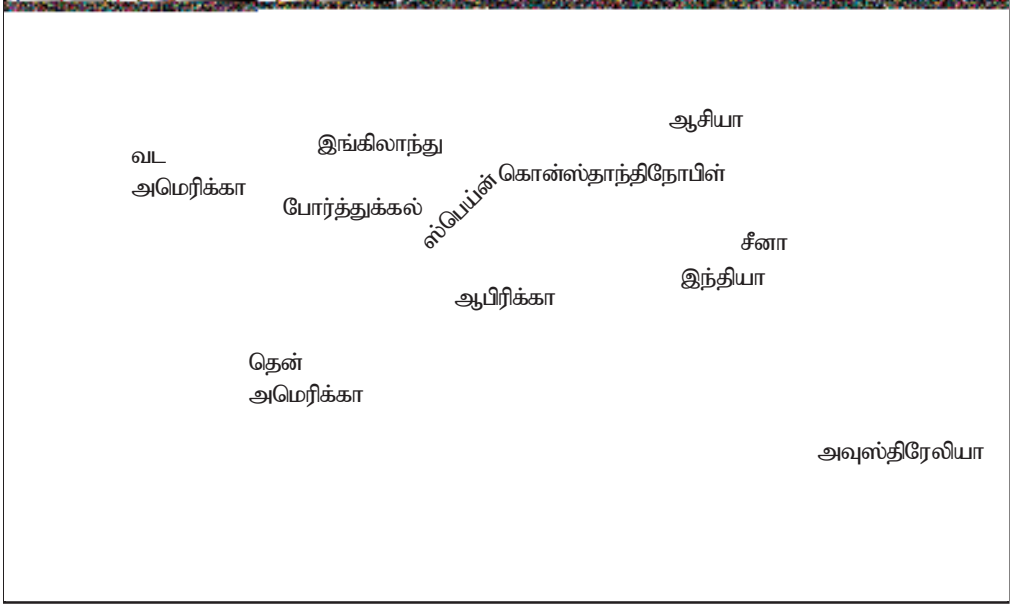 ஆசியா
இங்கிலாந்து
வட
அமெரிக்கா
கொன்ஸ்தாந்திநோபிள்
போர்த்துக்கல்
ஸ்பெய்ன்
சீனா
இந்தியா
ஆபிரிக்கா
தென்
அமெரிக்கா
அவுஸ்திரேலியா